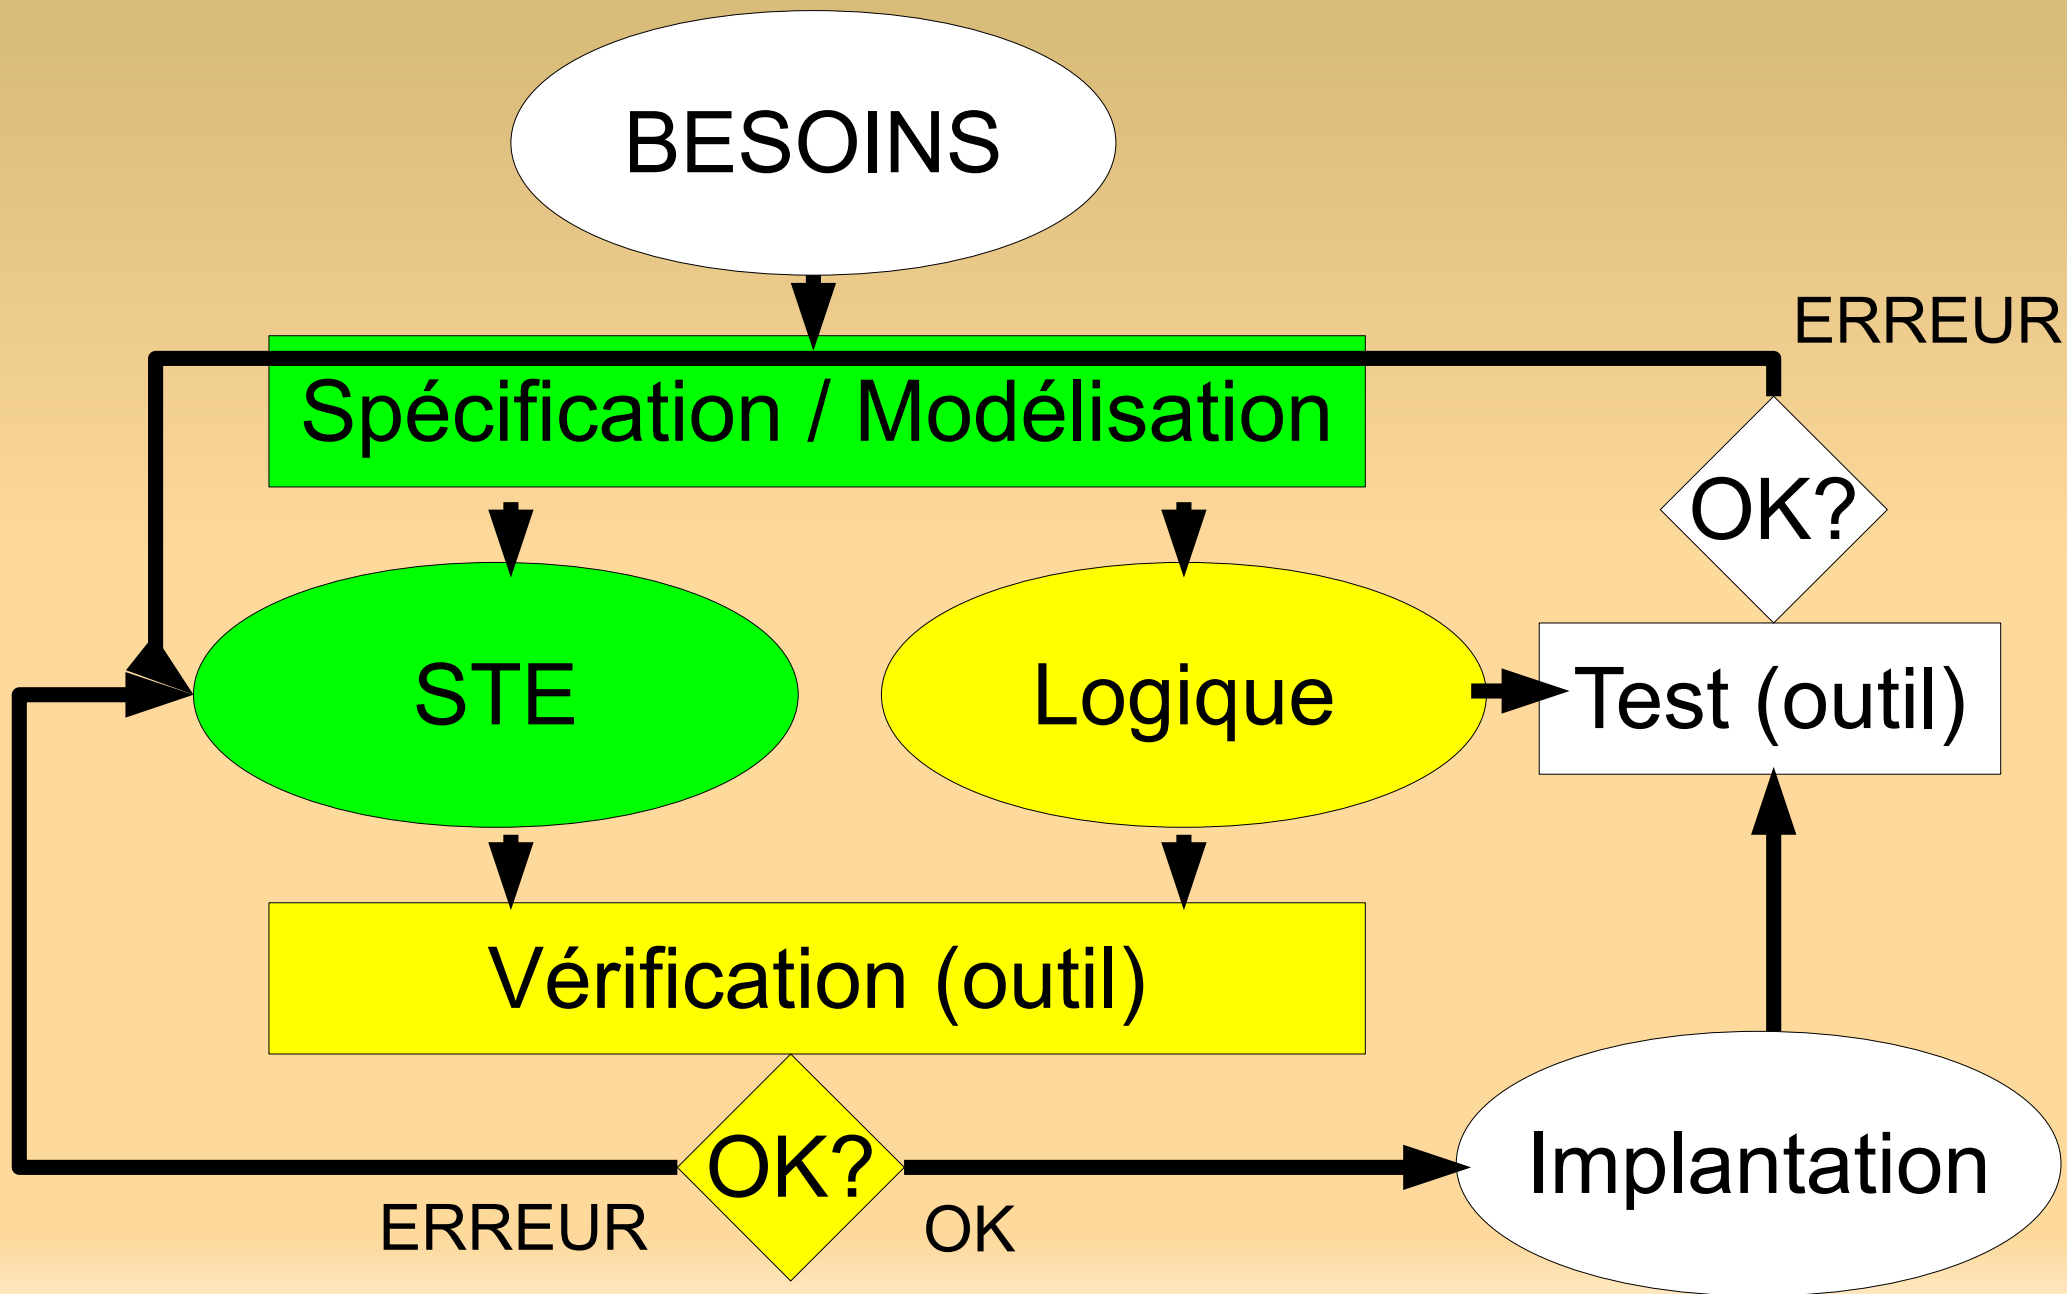 BESOINS
ERREUR
Spécification / Modélisation
OK?
STE
Logique
Test (outil)
Vérification (outil)
OK?
Implantation
ERREUR
OK